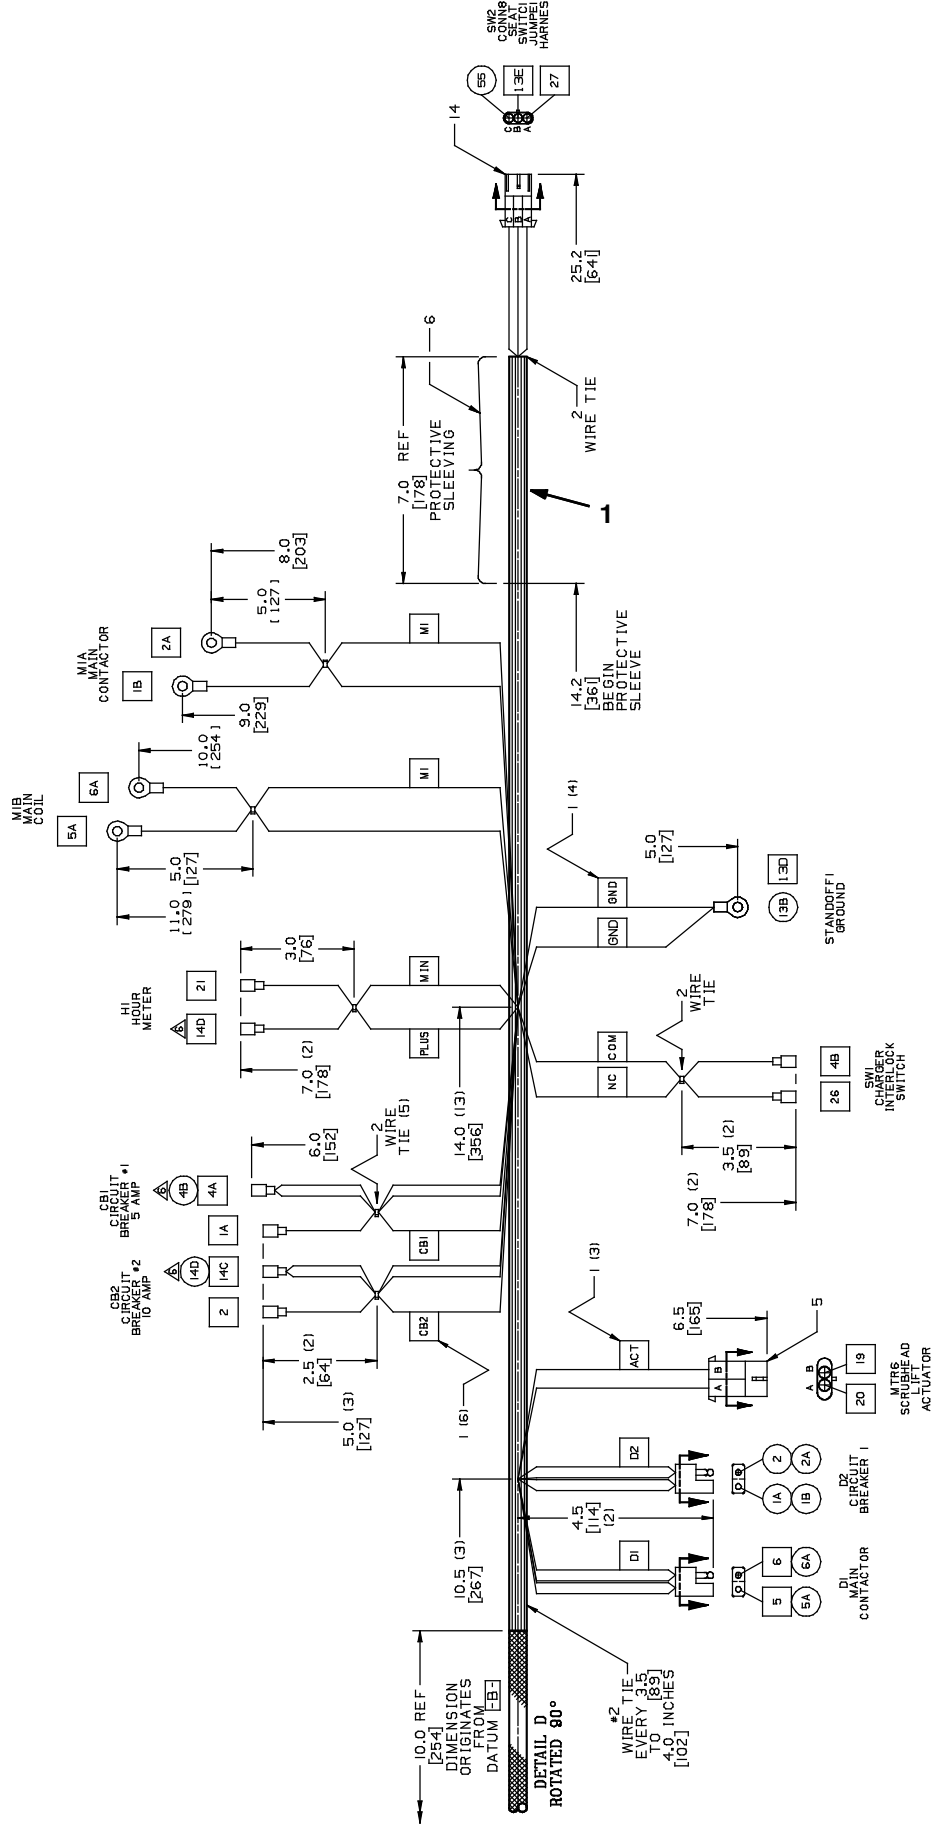 SW2
CONN8
SEAT
SWITCH
JUMPER
HARNES
55
13E
27
C
B
A
14
C
B
A
25.2
[641]
6
7.0 REF
[178]
PROTECTIVE
SLEEVING
2
WIRE TIE
1
14.2
[361]
BEGIN
PROTECTIVE
SLEEVE
M1A
MAIN
CONTACTOR
1B
2A
8.0
[203]
5.0
[127]
9.0
[229]
M1
M1B
MAIN
COIL
5A
6A
10.0
[254]
5.0
[127]
11.0
[279]
M1
H1
HOUR
METER
6
14D
21
3.0
[76]
7.0 (2)
[178]
MIN
PLUS
14.0 (13)
[356]
1 (4)
GND
GND
5.0
[127]
13B
13D
STANDOFF1
GROUND
COM
NC
2
WIRE
TIE
3.5 (2)
[89]
7.0 (2)
[178]
26
4B
SW1
CHARGER
INTERLOCK
SWITCH
CB1
CIRCUIT
BREAKER #1
5 AMP
6
4B
1A
4A
6.0
[152]
2
WIRE
TIE (5)
CB1
CB2
CIRCUIT
BREAKER #2
10 AMP
6
14D
2
14C
2.5 (2)
[64]
5.0 (3)
[127]
CB2
1 (6)
1 (3)
ACT
6.5
[165]
A
B
5
A
B
20
19
MTR6
SCRUBHEAD
LIFT
ACTUATOR
10.5 (3)
[267]
D2
4.5
[114]
(2)
2
2A
1A
1B
D2
CIRCUIT
BREAKER 1
D1
6
6A
5
5A
D1
MAIN
CONTACTOR
10.0 REF
[254]
DIMENSION
ORIGINATES
FROM
DATUM -B-
DETAIL D
ROTATED 90°
#2
WIRE TIE
EVERY 3.5
[89]
TO
4.0 INCHES
[102]